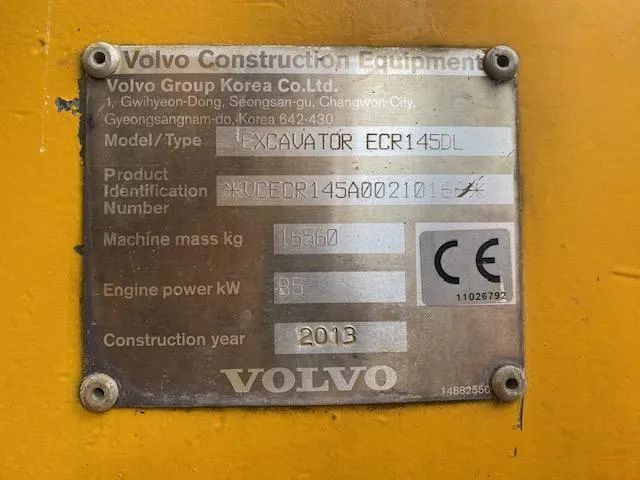 Volvo Construction Equipment
Volvo Group Korea Co.Ltd.
1, Gwihyeon-Dong, Seongsan-gu, Changwon-City,
Gyeongsangnam-do, Korea 642-430
Model/Type EXCAVATOR ECR145DL
Product
Identification
Number
Machine mass kg 16560
Engine power kW
Construction year 2013
CE
11026792
VOLVO
14882550